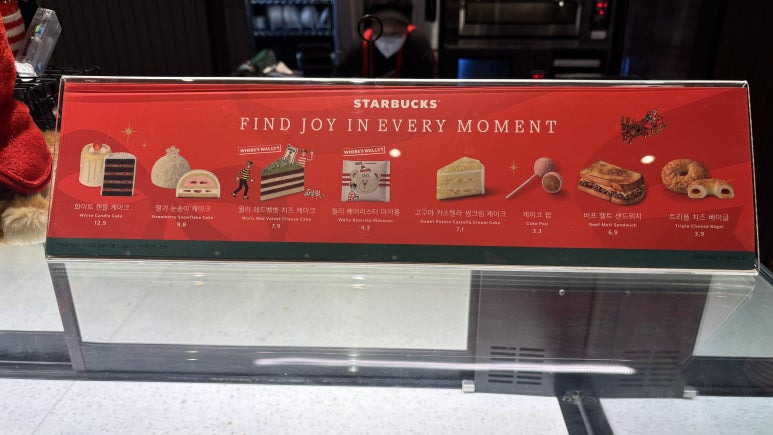 STARBUCKS
FIND JOY IN EVERY MOMENT
화이트 캔들 케이크
White Candle Cake
12,9
딸기 눈송이 케이크
Strawberry Snowflake Cake
9,8
WHERE'S WALLY?
월리 레드벨벳 치즈 케이크
Wally Red Velvet Cheese Cake
7,9
WHERE'S WALLY?
월리 베어리스타 마카롱
Wally Bearista Macaron
4,3
고구마 카스텔라 생크림 케이크
Sweet Potato Castella Cream Cake
7,1
케이크 팝
Cake Pop
3,3
비프 멜트 샌드위치
Beef Melt Sandwich
6,9
트리플 치즈 베이글
Triple Cheese Bagel
3,9